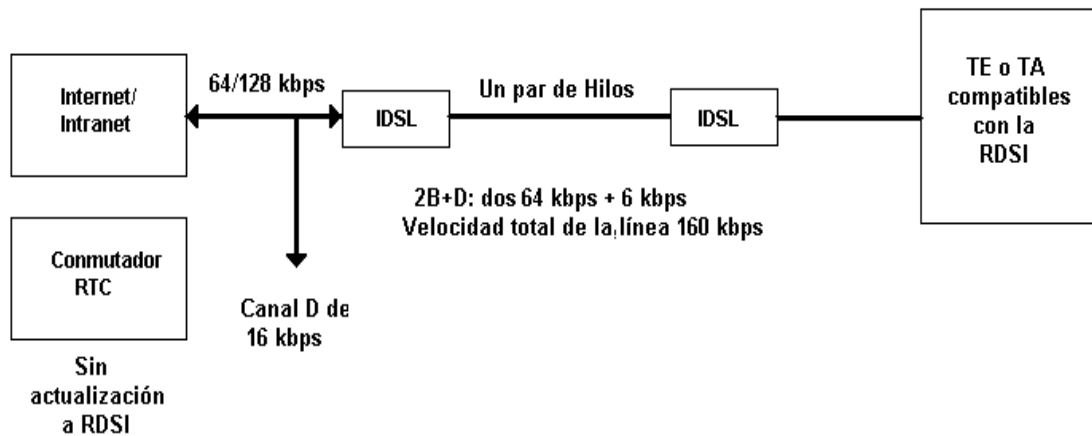 Internet/
Intranet
64/128 kbps
IDSL
Un par de Hilos
IDSL
TE o TA
compatibles
con la
RDSI
2B+D: dos 64 kbps + 6 kbps
Velocidad total de la línea 160 kbps
Conmutador
RTC
Canal D de
16 kbps
Sin
actualización
a RDSI